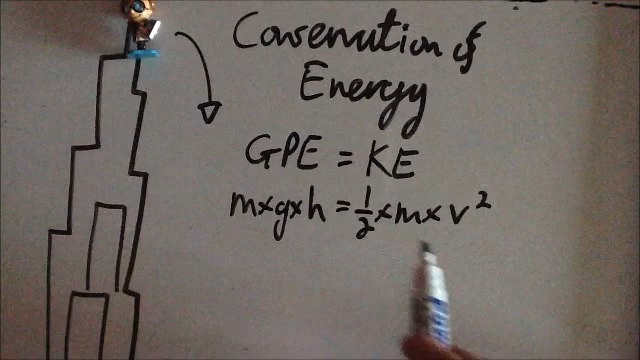 Conservation of
Energy
GPE = KE
m×g×h = 1/2 ×m× v²